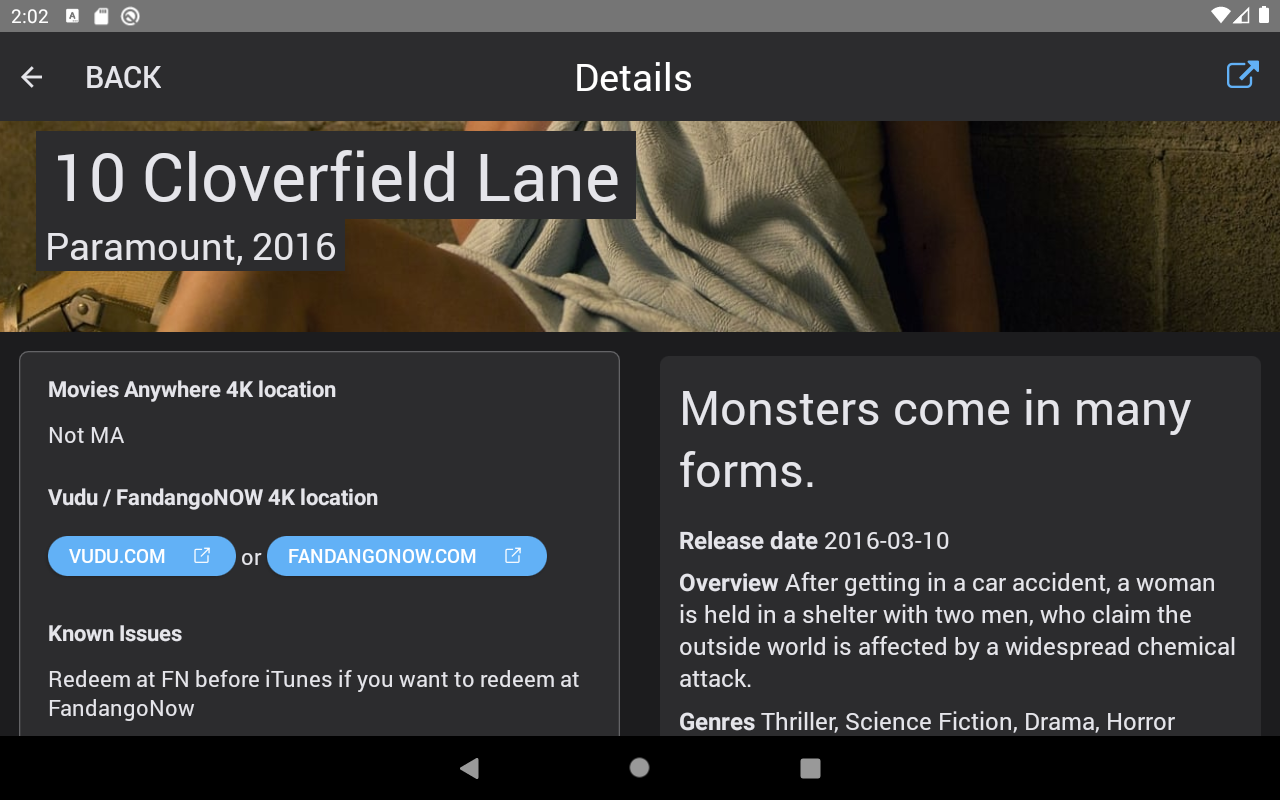 2:02
BACK
Details
10 Cloverfield Lane
Paramount, 2016
Movies Anywhere 4K location
Not MA
Vudu / FandangoNOW 4K location
VUDU.COM or FANDANGONOW.COM
Known Issues
Redeem at FN before iTunes if you want to redeem at
FandangoNow
Monsters come in many
forms.
Release date 2016-03-10
Overview After getting in a car accident, a woman
is held in a shelter with two men, who claim the
outside world is affected by a widespread chemical
attack.
Genres Thriller, Science Fiction, Drama, Horror